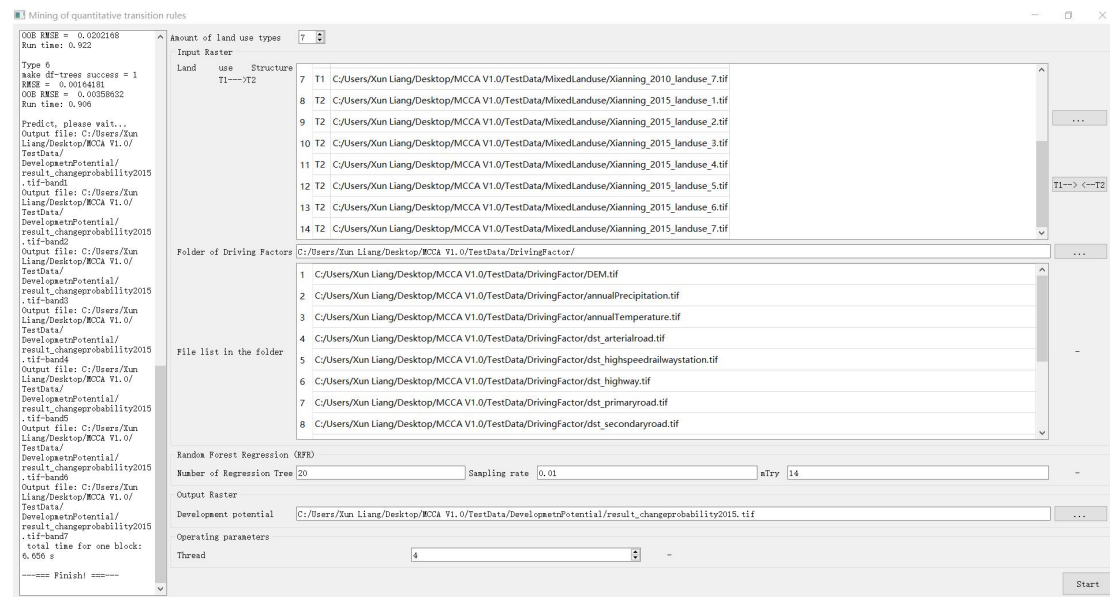 Mining of quantitative transition rules
OOB RMSE =  0.0202168
Run time: 0.922
Type 6
make df-trees success = 1
RMSE =  0.00164181
OOB RMSE =  0.00358632
Run time: 0.906
Predict, please wait...
Output file: C:/Users/Xun
Liang/Desktop/MCCA V1.0/
TestData/
DevelopmetnPotential/
result_changeprobability2015
.tif-band1
Output file: C:/Users/Xun
Liang/Desktop/MCCA V1.0/
TestData/
DevelopmetnPotential/
result_changeprobability2015
.tif-band2
Output file: C:/Users/Xun
Liang/Desktop/MCCA V1.0/
TestData/
DevelopmetnPotential/
result_changeprobability2015
.tif-band3
Output file: C:/Users/Xun
Liang/Desktop/MCCA V1.0/
TestData/
DevelopmetnPotential/
result_changeprobability2015
.tif-band4
Output file: C:/Users/Xun
Liang/Desktop/MCCA V1.0/
TestData/
DevelopmetnPotential/
result_changeprobability2015
.tif-band5
Output file: C:/Users/Xun
Liang/Desktop/MCCA V1.0/
TestData/
DevelopmetnPotential/
result_changeprobability2015
.tif-band6
Output file: C:/Users/Xun
Liang/Desktop/MCCA V1.0/
TestData/
DevelopmetnPotential/
result_changeprobability2015
.tif-band7
total time for one block:
6.656 s
---=== Finish! ===---
Amount of land use types 7
Input Raster
Land use Structure
T1--->T2
7 T1 C:/Users/Xun Liang/Desktop/MCCA V1.0/TestData/MixedLanduse/Xianning_2010_landuse_7.tif
8 T2 C:/Users/Xun Liang/Desktop/MCCA V1.0/TestData/MixedLanduse/Xianning_2015_landuse_1.tif
9 T2 C:/Users/Xun Liang/Desktop/MCCA V1.0/TestData/MixedLanduse/Xianning_2015_landuse_2.tif
10 T2 C:/Users/Xun Liang/Desktop/MCCA V1.0/TestData/MixedLanduse/Xianning_2015_landuse_3.tif
11 T2 C:/Users/Xun Liang/Desktop/MCCA V1.0/TestData/MixedLanduse/Xianning_2015_landuse_4.tif
12 T2 C:/Users/Xun Liang/Desktop/MCCA V1.0/TestData/MixedLanduse/Xianning_2015_landuse_5.tif
13 T2 C:/Users/Xun Liang/Desktop/MCCA V1.0/TestData/MixedLanduse/Xianning_2015_landuse_6.tif
14 T2 C:/Users/Xun Liang/Desktop/MCCA V1.0/TestData/MixedLanduse/Xianning_2015_landuse_7.tif
...
T1--> <--T2
Folder of Driving Factors C:/Users/Xun Liang/Desktop/MCCA V1.0/TestData/DrivingFactor/ ...
File list in the folder
1 C:/Users/Xun Liang/Desktop/MCCA V1.0/TestData/DrivingFactor/DEM.tif
2 C:/Users/Xun Liang/Desktop/MCCA V1.0/TestData/DrivingFactor/annualPrecipitation.tif
3 C:/Users/Xun Liang/Desktop/MCCA V1.0/TestData/DrivingFactor/annualTemperature.tif
4 C:/Users/Xun Liang/Desktop/MCCA V1.0/TestData/DrivingFactor/dst_arterialroad.tif
5 C:/Users/Xun Liang/Desktop/MCCA V1.0/TestData/DrivingFactor/dst_highspeedrailwaystation.tif
6 C:/Users/Xun Liang/Desktop/MCCA V1.0/TestData/DrivingFactor/dst_highway.tif
7 C:/Users/Xun Liang/Desktop/MCCA V1.0/TestData/DrivingFactor/dst_primaryroad.tif
8 C:/Users/Xun Liang/Desktop/MCCA V1.0/TestData/DrivingFactor/dst_secondaryroad.tif
-
Random Forest Regression (RFR)
Number of Regression Tree 20 Sampling rate 0.01 mTry 14 -
Output Raster
Development potential C:/Users/Xun Liang/Desktop/MCCA V1.0/TestData/DevelopmetnPotential/result_changeprobability2015.tif ...
Operating parameters
Thread 4 -
Start